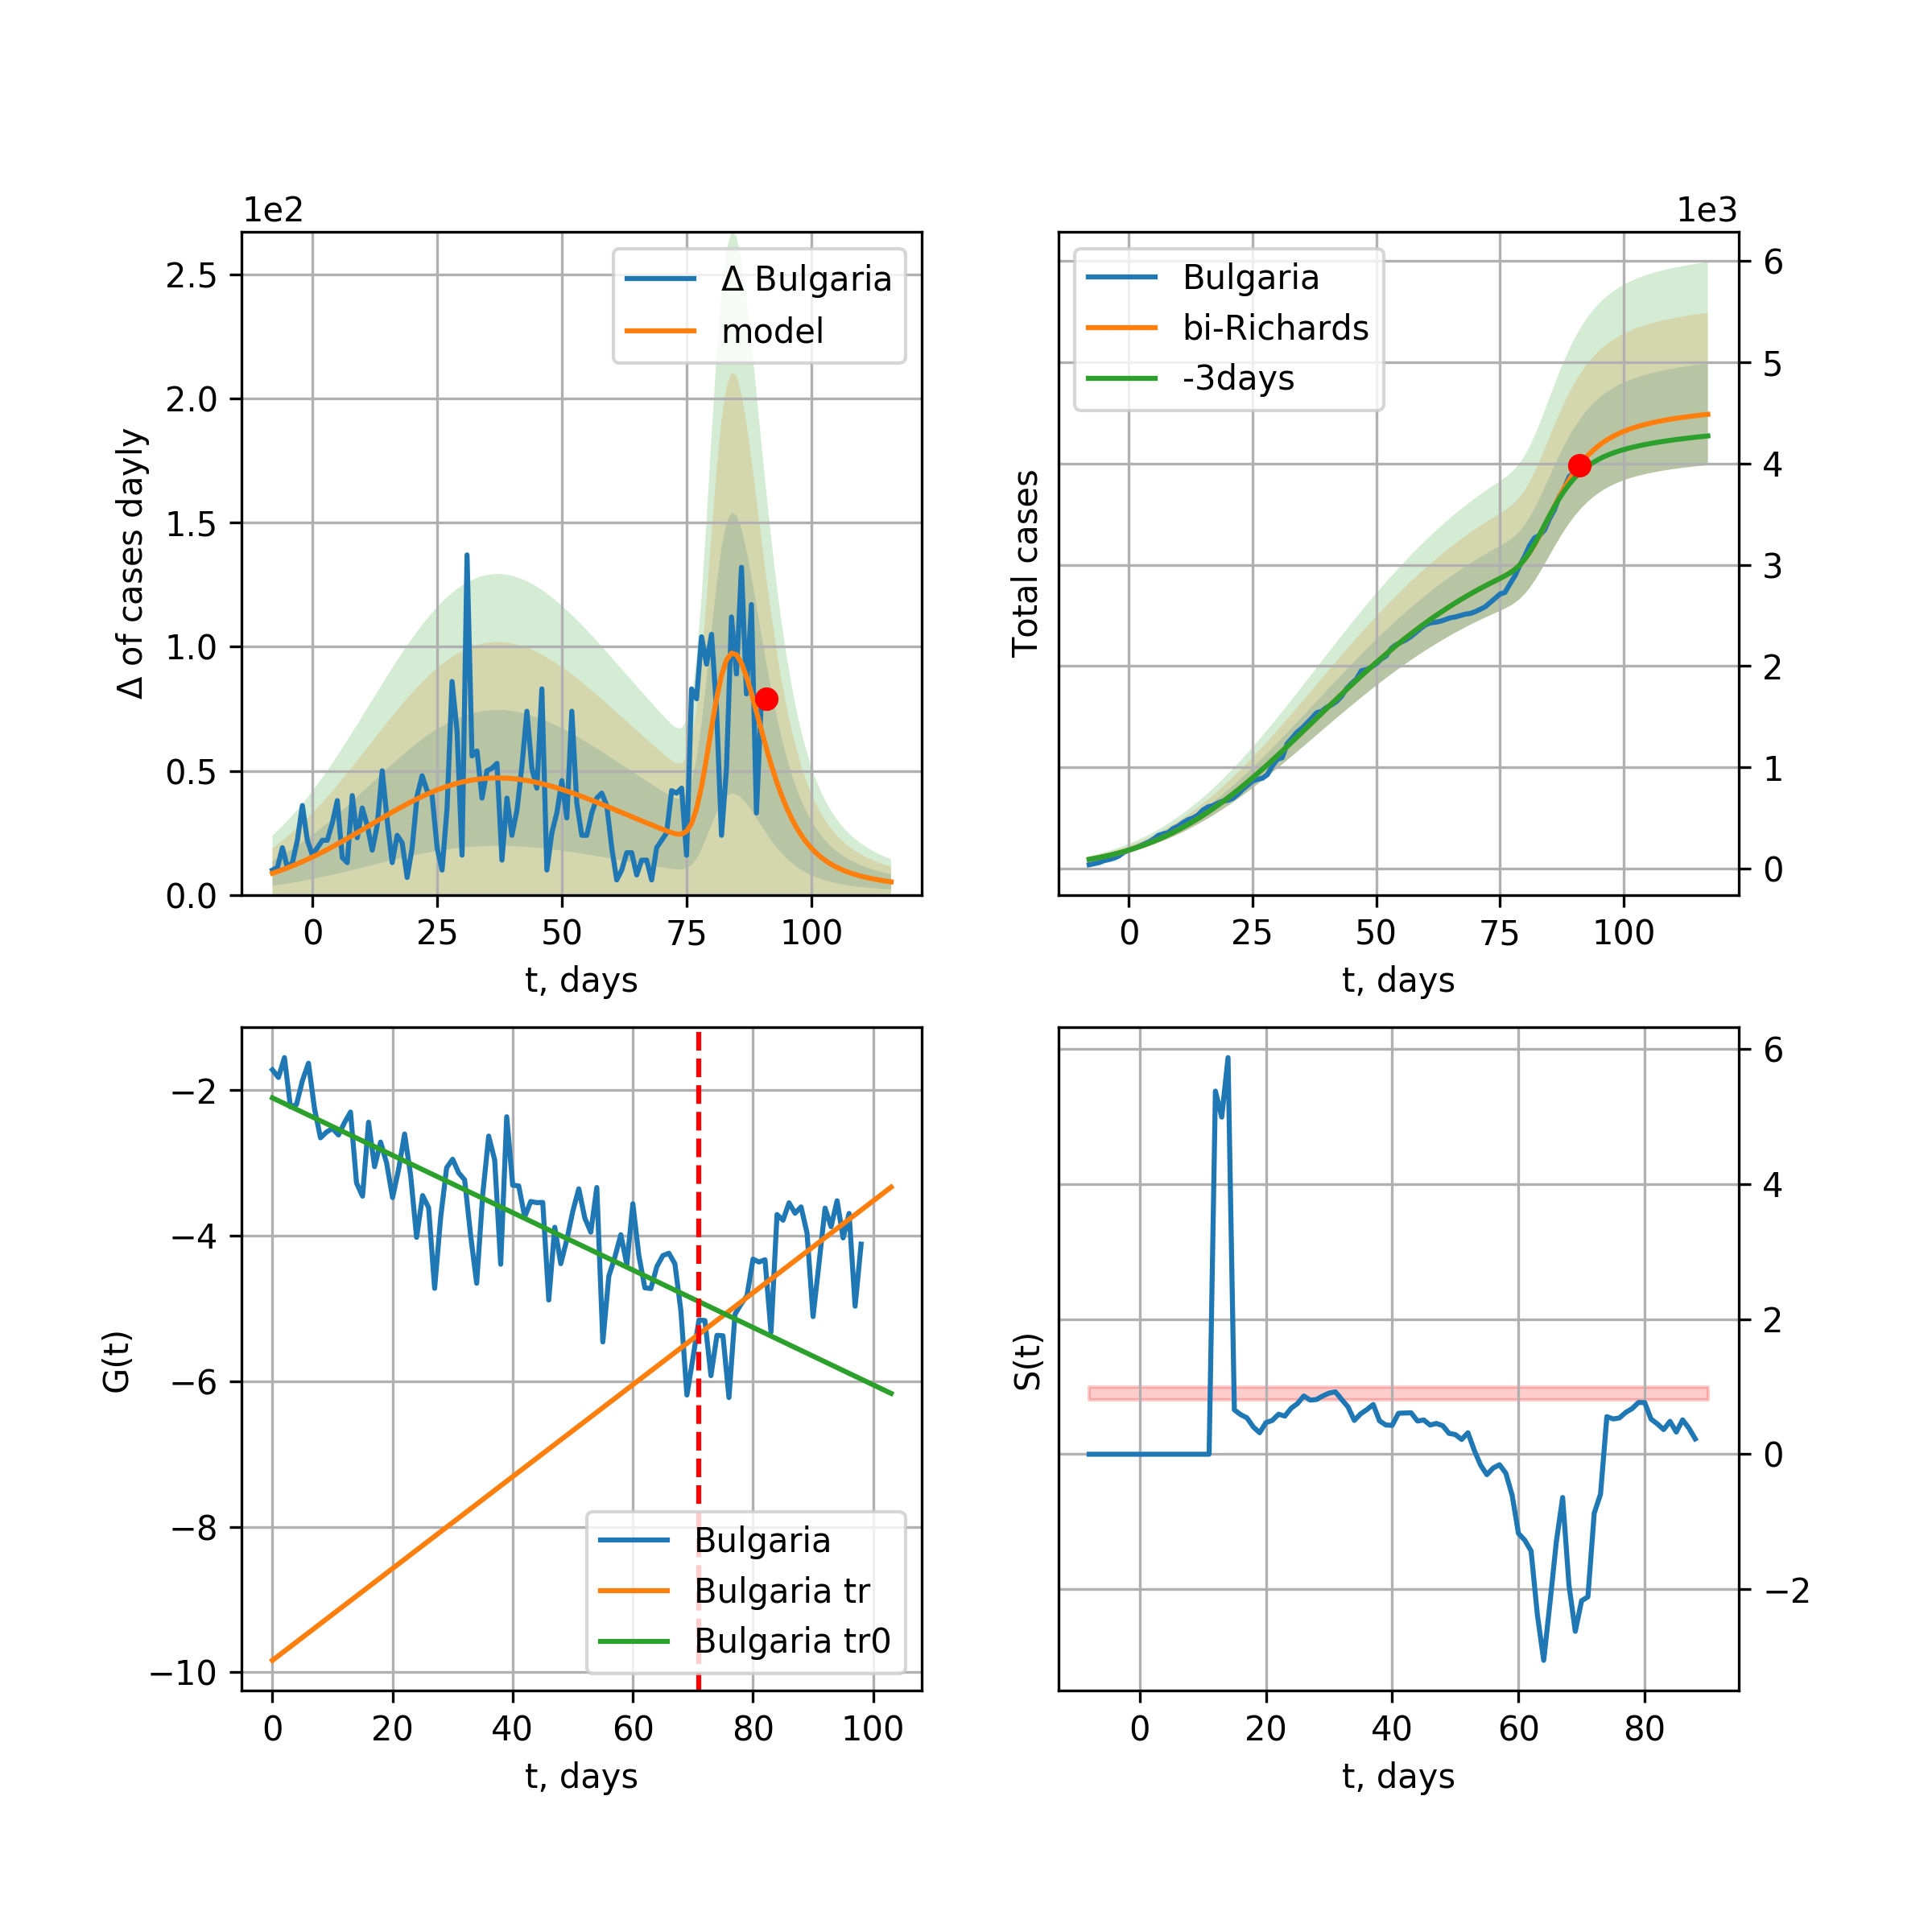 1e2
Δ of cases dayly
2.5
2.0
1.5
1.0
0.5
0.0
Δ Bulgaria
model
0 25 50 75 100
t, days
1e3
Total cases
Bulgaria
bi-Richards
-3days
6
5
4
3
2
1
0
0 25 50 75 100
t, days
G(t)
−2
−4
−6
−8
−10
Bulgaria
Bulgaria tr
Bulgaria tr0
0 20 40 60 80 100
t, days
S(t)
6
4
2
0
−2
0 20 40 60 80
t, days